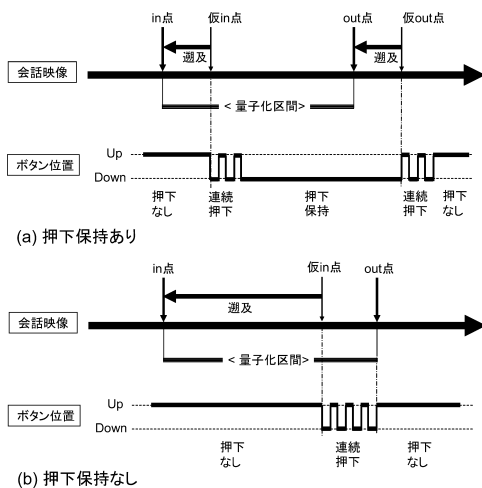 in点 仮in点 out点 仮out点
遡及 遡及
会話映像
< 量子化区間>
ボタン位置
Up
Down
押下 連続 押下 連続 押下
なし 押下 保持 押下 なし
(a) 押下保持あり
in点 仮in点 out点
遡及
会話映像
< 量子化区間>
ボタン位置
Up
Down
押下 連続 押下
なし 押下 なし
(b) 押下保持なし